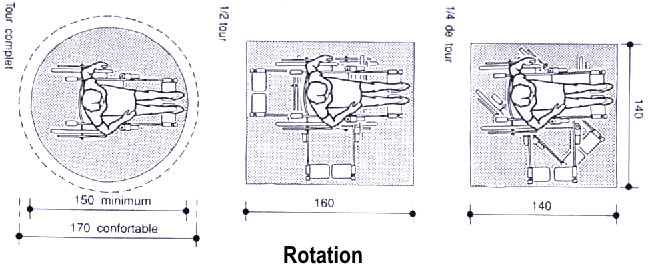 Tour complet
150 minimum
170 confortable
1/2 tour
160
1/4 de tour
140
140
Rotation